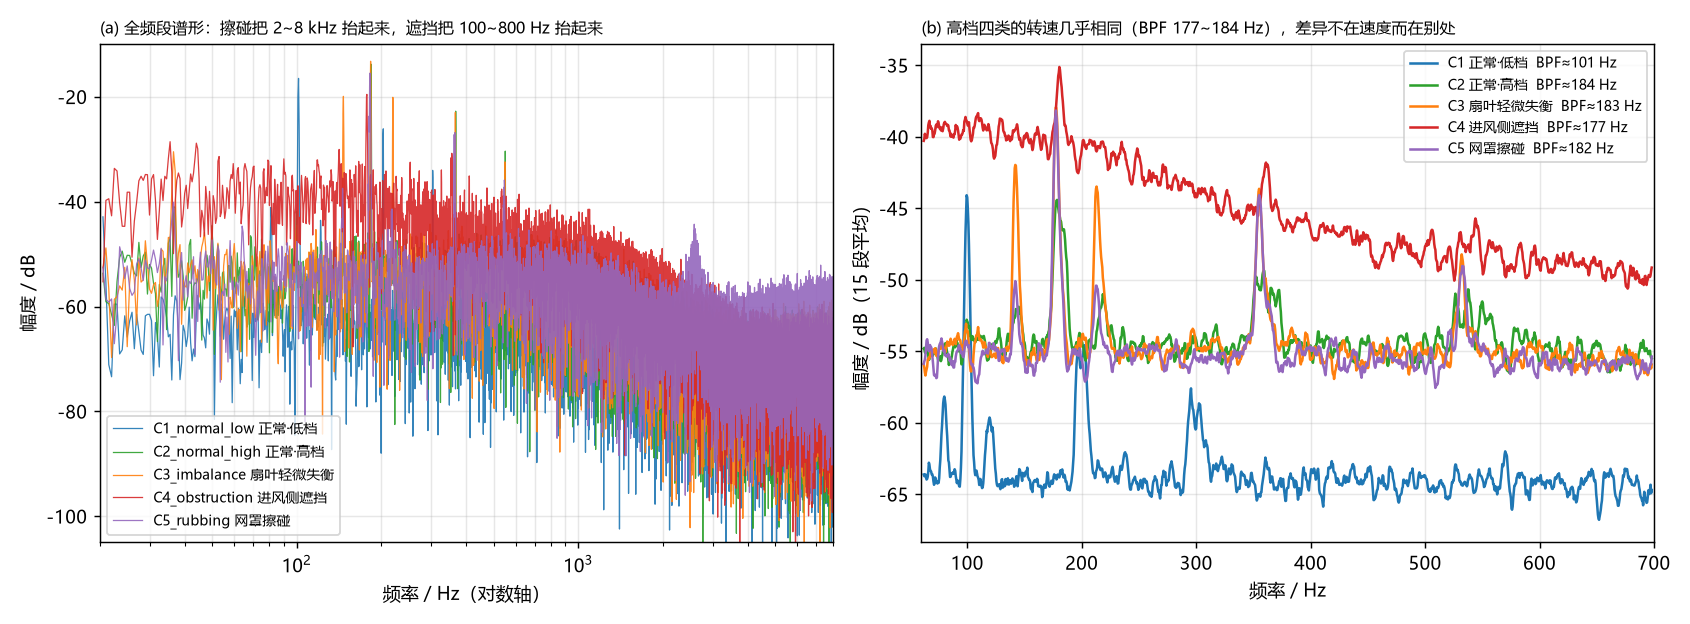 (a) 全频段谱形：擦碰把 2~8 kHz 抬起来，遮挡把 100~800 Hz 抬起来
幅度 / dB
-20
-40
-60
-80
-100
C1_normal_low 正常·低档
C2_normal_high 正常·高档
C3_imbalance 扇叶轻微失衡
C4_obstruction 进风侧遮挡
C5_rubbing 网罩擦碰
10²
10³
频率 / Hz（对数轴）
(b) 高档四类的转速几乎相同（BPF 177~184 Hz），差异不在速度而在别处
幅度 / dB（15 段平均）
-35
-40
-45
-50
-55
-60
-65
C1 正常·低档 BPF≈101 Hz
C2 正常·高档 BPF≈184 Hz
C3 扇叶轻微失衡 BPF≈183 Hz
C4 进风侧遮挡 BPF≈177 Hz
C5 网罩擦碰 BPF≈182 Hz
100
200
300
400
500
600
700
频率 / Hz